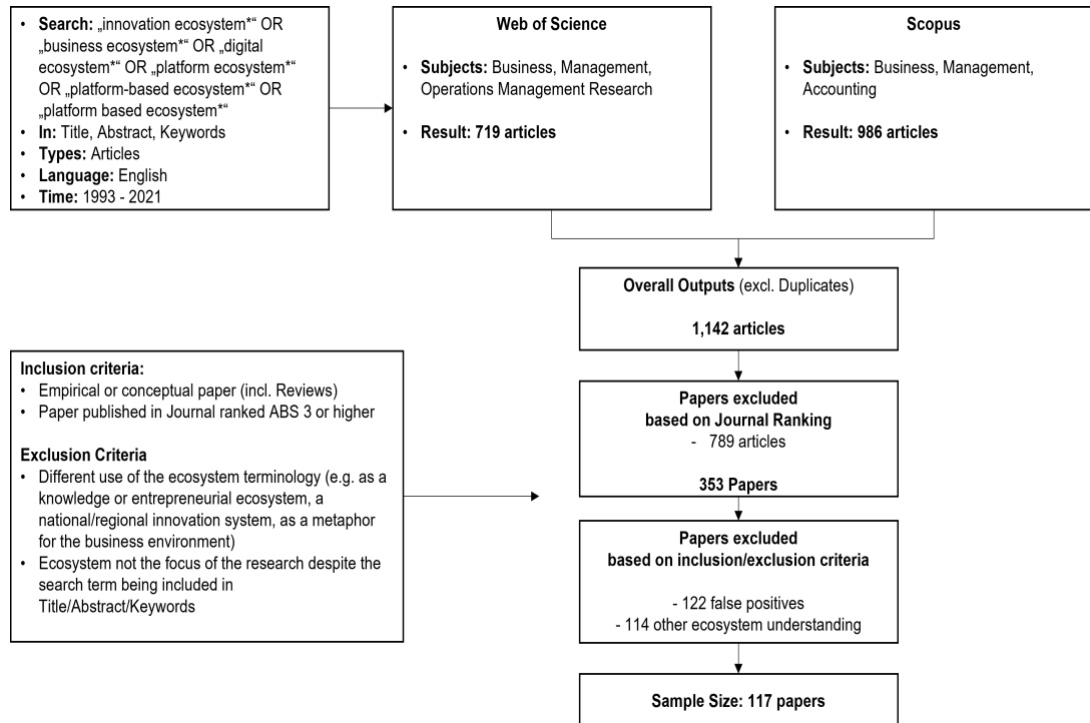 • Search: „innovation ecosystem*“ OR
„business ecosystem*“ OR „digital
ecosystem*“ OR „platform ecosystem*“
OR „platform-based ecosystem*“ OR
„platform based ecosystem*“
• In: Title, Abstract, Keywords
• Types: Articles
• Language: English
• Time: 1993 - 2021
Web of Science
• Subjects: Business, Management,
Operations Management Research
• Result: 719 articles
Scopus
• Subjects: Business, Management,
Accounting
• Result: 986 articles
Overall Outputs (excl. Duplicates)
1,142 articles
Inclusion criteria:
• Empirical or conceptual paper (incl. Reviews)
• Paper published in Journal ranked ABS 3 or higher
Exclusion Criteria
• Different use of the ecosystem terminology (e.g. as a
knowledge or entrepreneurial ecosystem, a
national/regional innovation system, as a metaphor
for the business environment)
• Ecosystem not the focus of the research despite the
search term being included in
Title/Abstract/Keywords
Papers excluded
based on Journal Ranking
- 789 articles
353 Papers
Papers excluded
based on inclusion/exclusion criteria
- 122 false positives
- 114 other ecosystem understanding
Sample Size: 117 papers